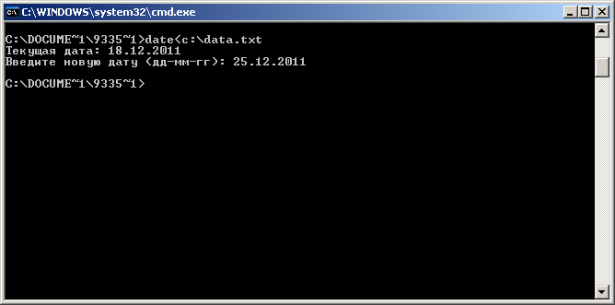 C:\WINDOWS\system32\cmd.exe
C:\DOCUME~1\9335~1>date<c:\data.txt
Текущая дата: 18.12.2011
Введите новую дату (дд-мм-гг): 25.12.2011
C:\DOCUME~1\9335~1>